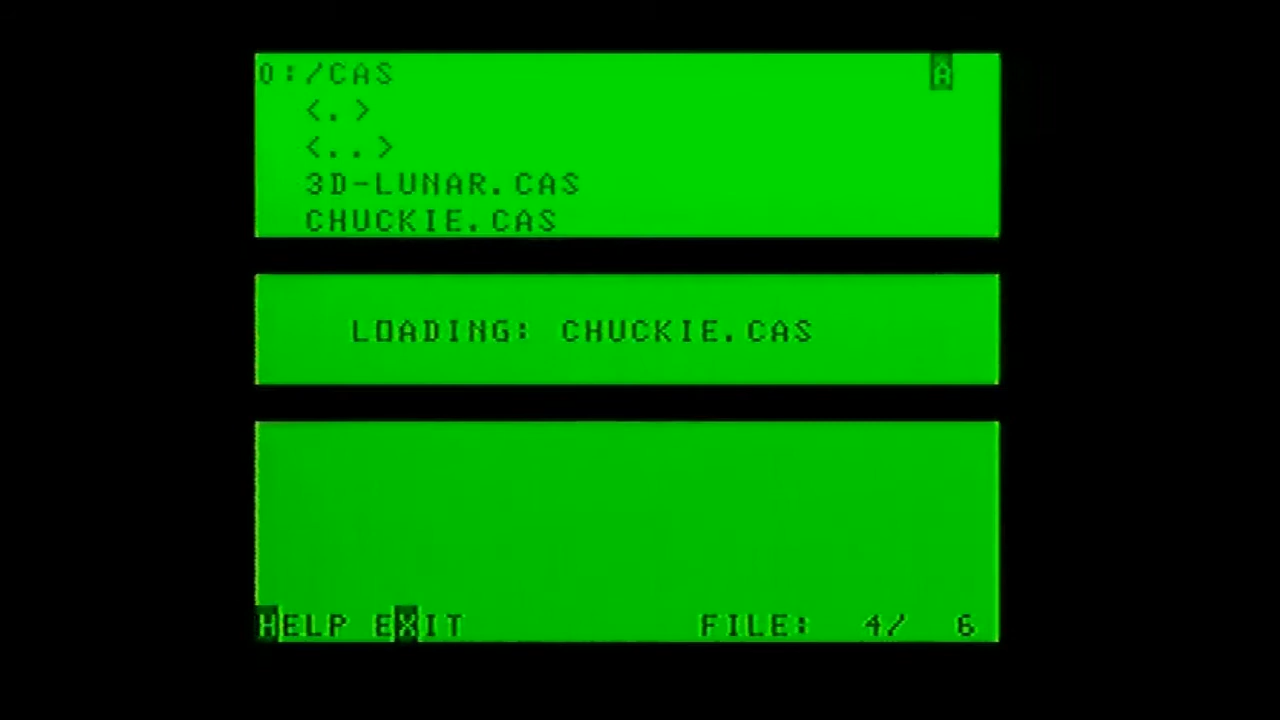 0:/CAS A
<.>
<..>
3D-LUNAR.CAS
CHUCKIE.CAS
LOADING: CHUCKIE.CAS
HELP EXIT FILE: 4/ 6